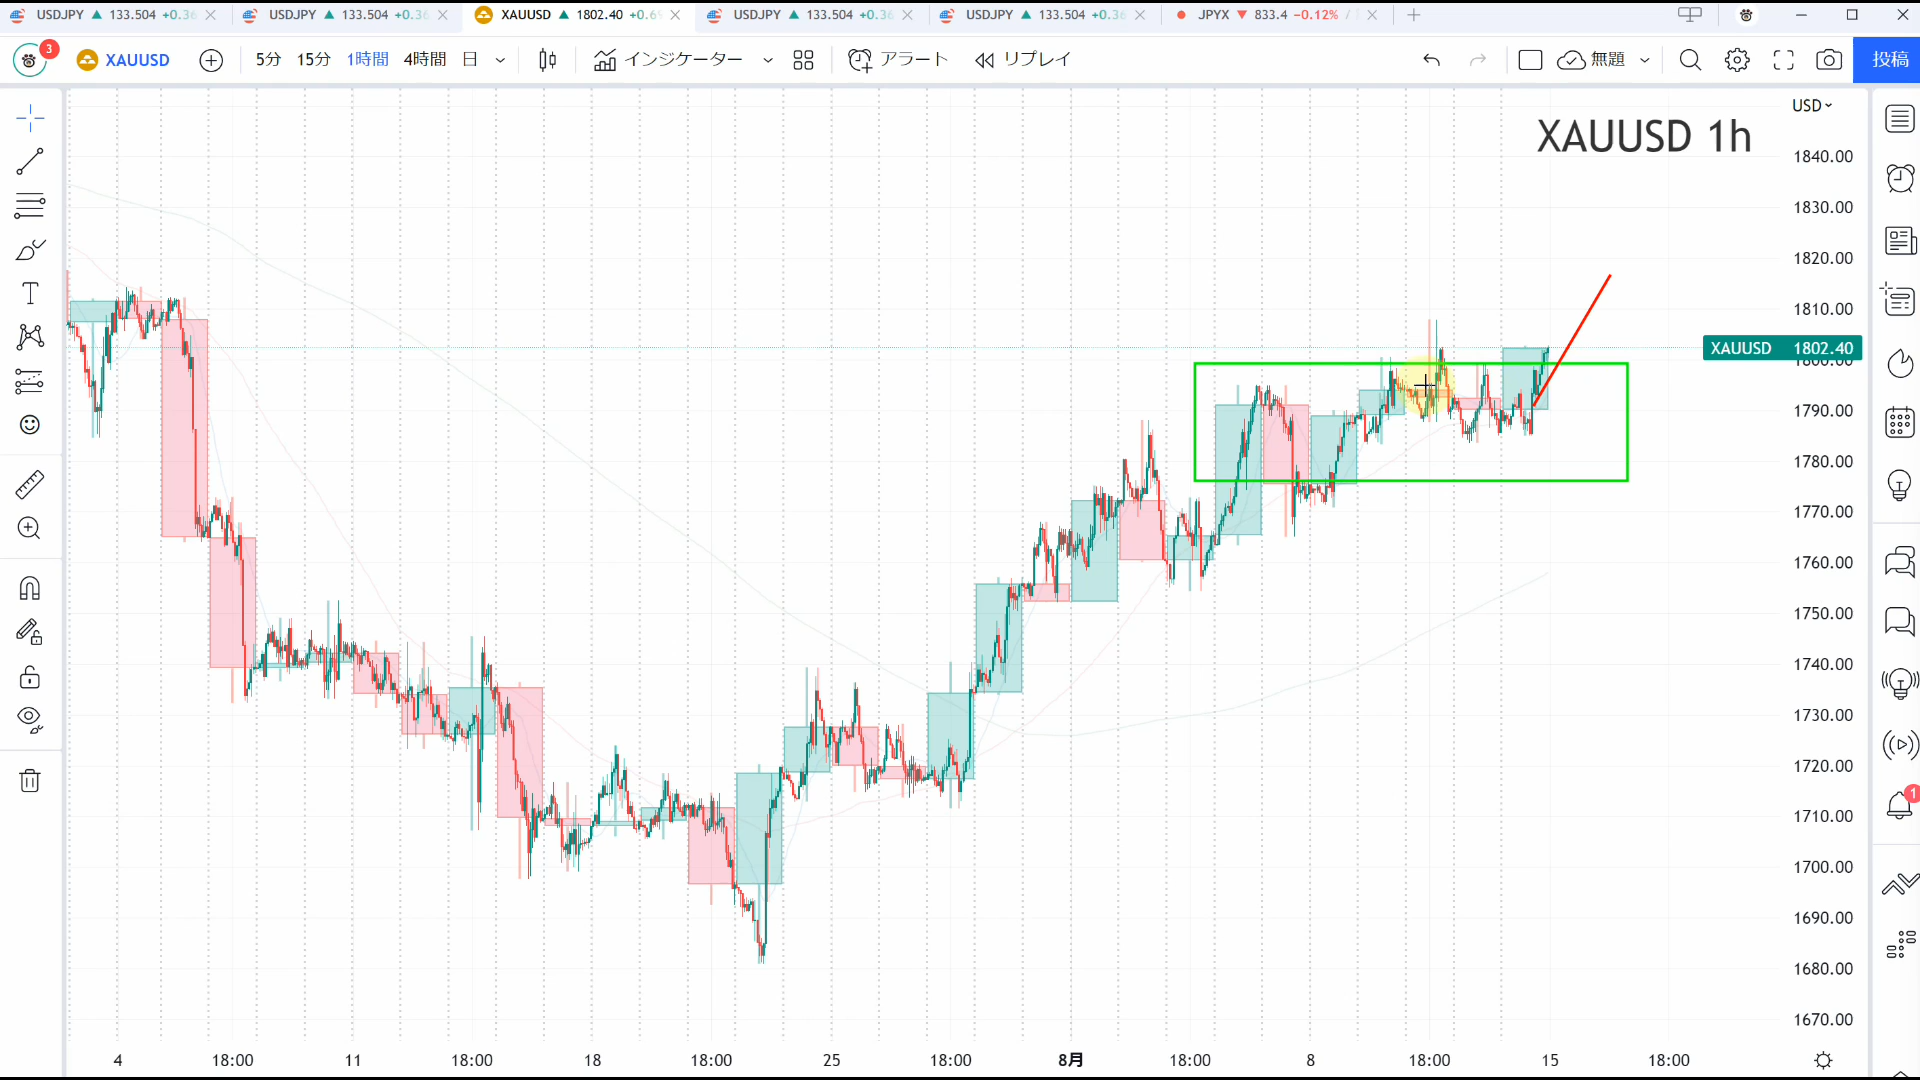 USDJPY ▲ 133.504 +0.36
USDJPY ▲ 133.504 +0.36
XAUUSD ▲ 1802.40 +0.6
USDJPY ▲ 133.504 +0.36
USDJPY ▲ 133.504 +0.36
JPYX ▼ 833.4 −0.12% /
3
XAUUSD
5分 15分 1時間 4時間 日
インジケーター
アラート
リプレイ
無題
投稿
USD
XAUUSD 1h
1840.00
1830.00
1820.00
1810.00
XAUUSD 1802.40
1800.00
1790.00
1780.00
1770.00
1760.00
1750.00
1740.00
1730.00
1720.00
1710.00
1700.00
1690.00
1680.00
1670.00
1
4 18:00 11 18:00 18 18:00 25 18:00 8月 18:00 8 18:00 15 18:00